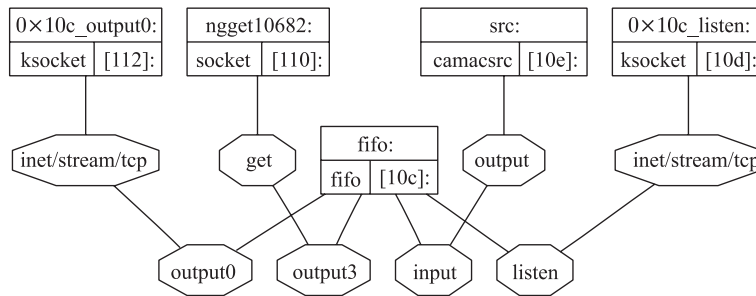 0×10c_output0:
ngget10682:
src:
0×10c_listen:
ksocket [112]:
socket [110]:
camacsrc [10e]:
ksocket [10d]:
fifo:
fifo [10c]:
inet/stream/tcp
get
output
inet/stream/tcp
output0
output3
input
listen